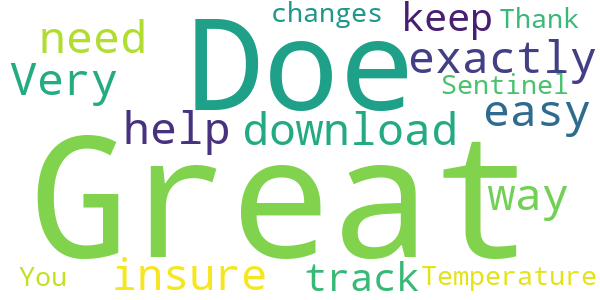 changes keep Thank
need Doe exactly
Very Sentinel
easy
help download
Great way
You insure track Temperature